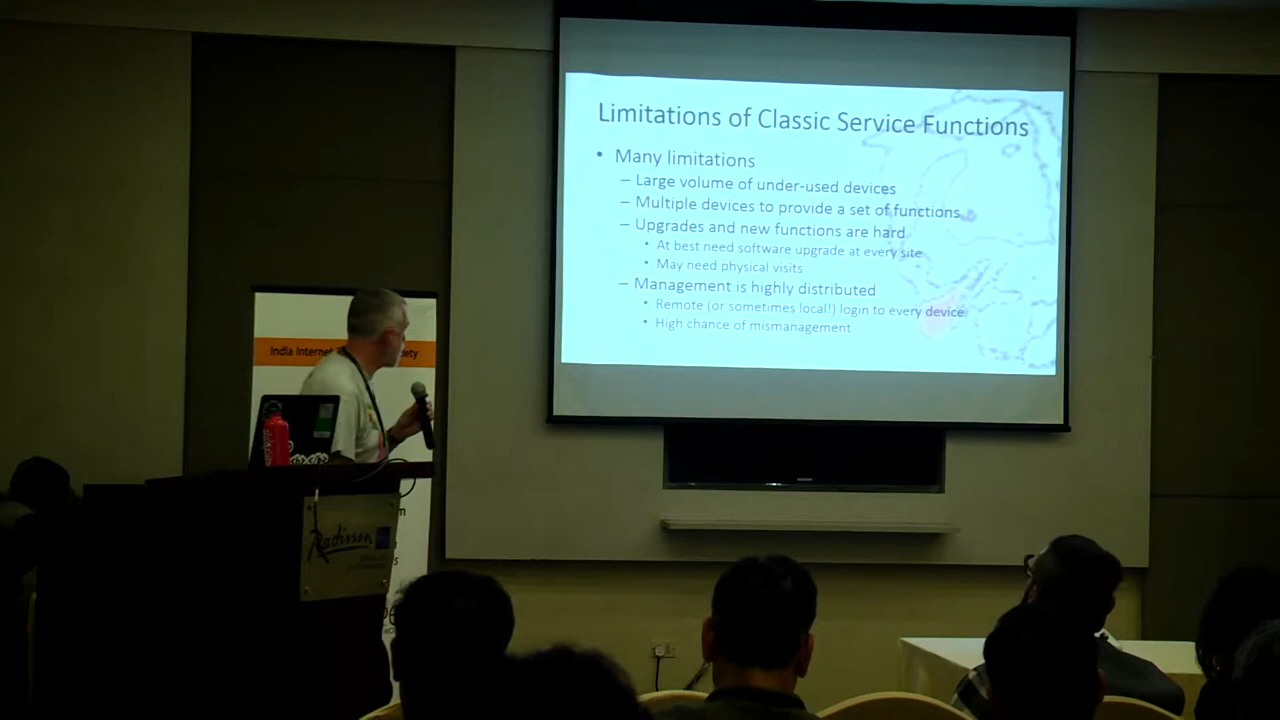 Limitations of Classic Service Functions
• Many limitations
– Large volume of under-used devices
– Multiple devices to provide a set of functions
– Upgrades and new functions are hard
• At best need software upgrade at every site
• May need physical visits
– Management is highly distributed
• Remote (or sometimes local!) login to every device
• High chance of mismanagement
India Internet
Radisson